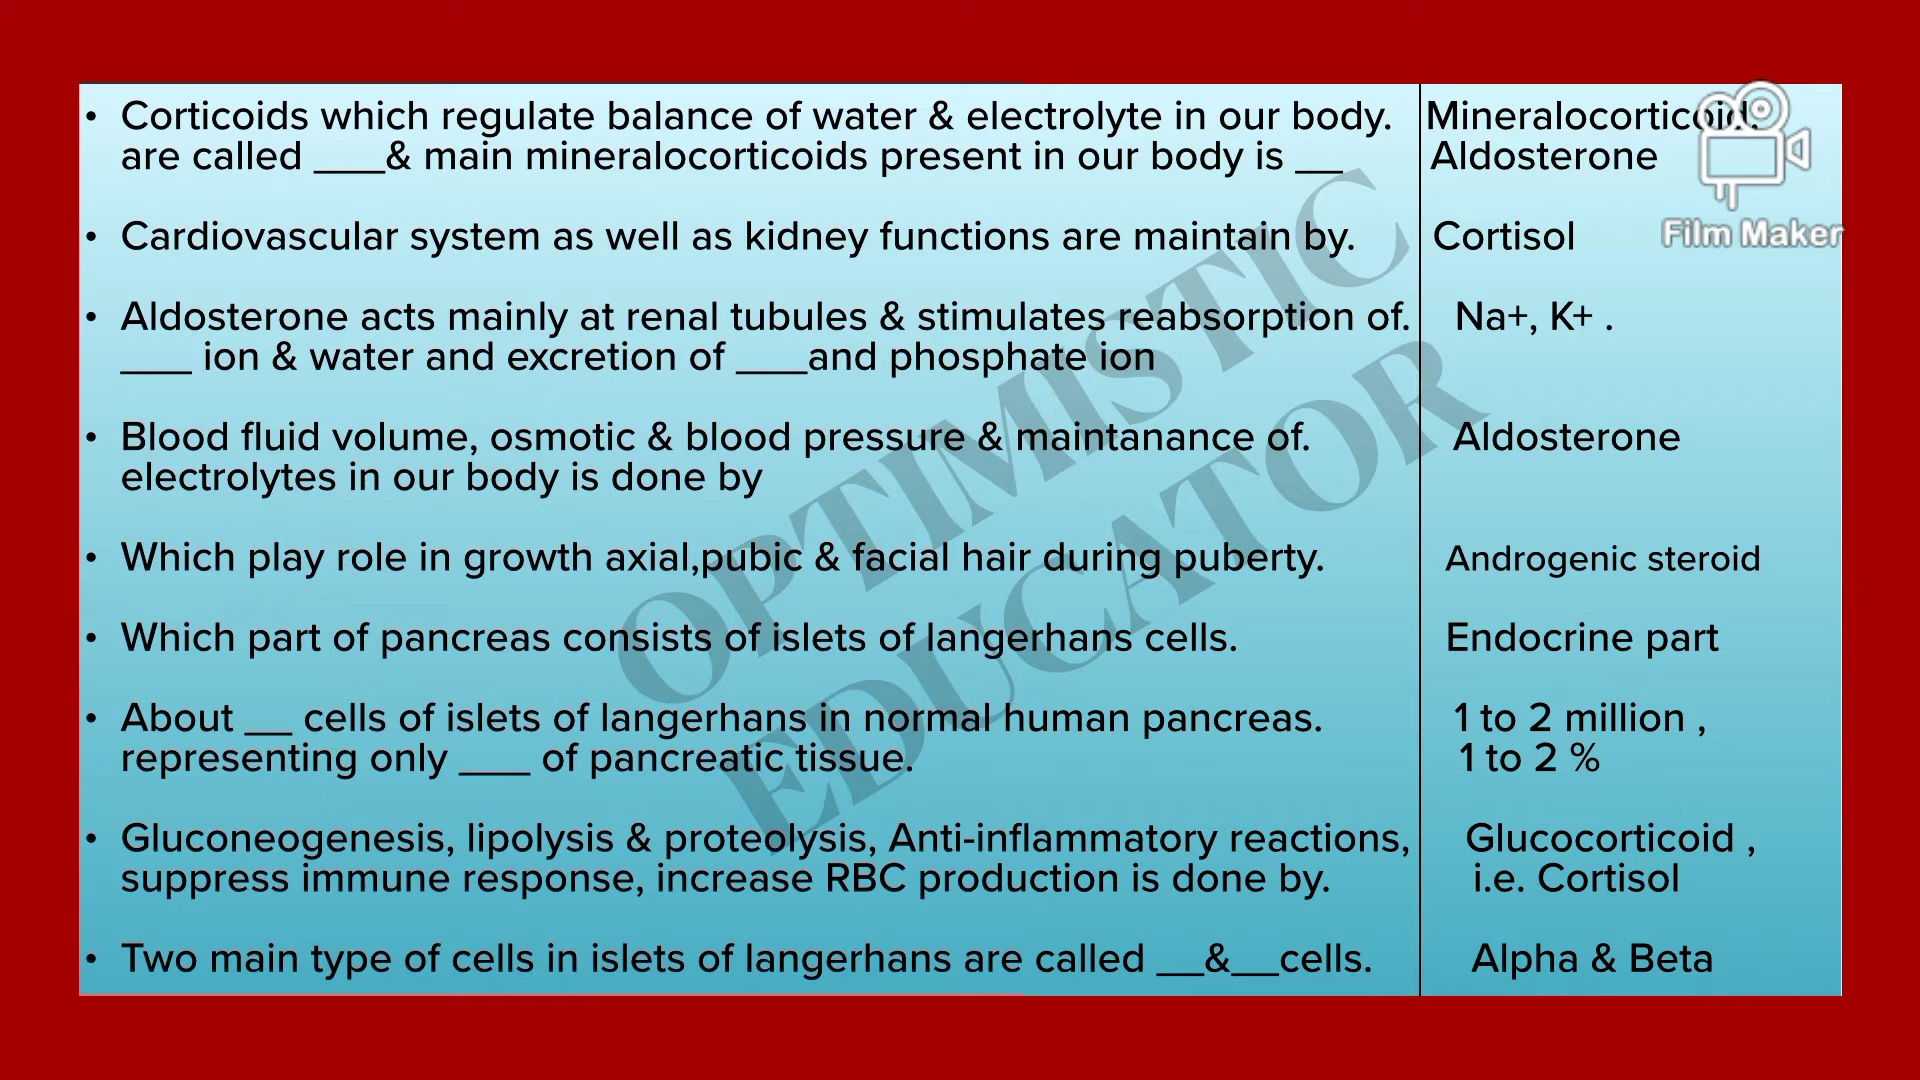 • Corticoids which regulate balance of water & electrolyte in our body. Mineralocorticoid,
are called ___& main mineralocorticoids present in our body is __ Aldosterone
• Cardiovascular system as well as kidney functions are maintain by. Cortisol
Film Maker
• Aldosterone acts mainly at renal tubules & stimulates reabsorption of. Na+, K+ .
___ ion & water and excretion of ___and phosphate ion
• Blood fluid volume, osmotic & blood pressure & maintanance of. Aldosterone
electrolytes in our body is done by
• Which play role in growth axial,pubic & facial hair during puberty. Androgenic steroid
• Which part of pancreas consists of islets of langerhans cells. Endocrine part
• About __ cells of islets of langerhans in normal human pancreas. 1 to 2 million ,
representing only ___ of pancreatic tissue. 1 to 2 %
• Gluconeogenesis, lipolysis & proteolysis, Anti-inflammatory reactions, Glucocorticoid ,
suppress immune response, increase RBC production is done by. i.e. Cortisol
• Two main type of cells in islets of langerhans are called __&__cells. Alpha & Beta
OPTIMISTIC
EDUCATOR